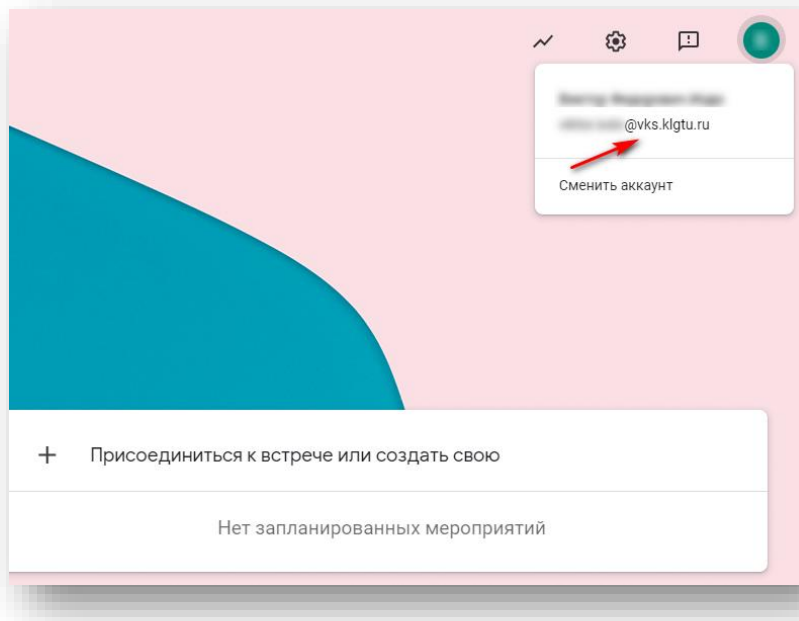 @vks.klgtu.ru
Сменить аккаунт
Присоединиться к встрече или создать свою
Нет запланированных мероприятий